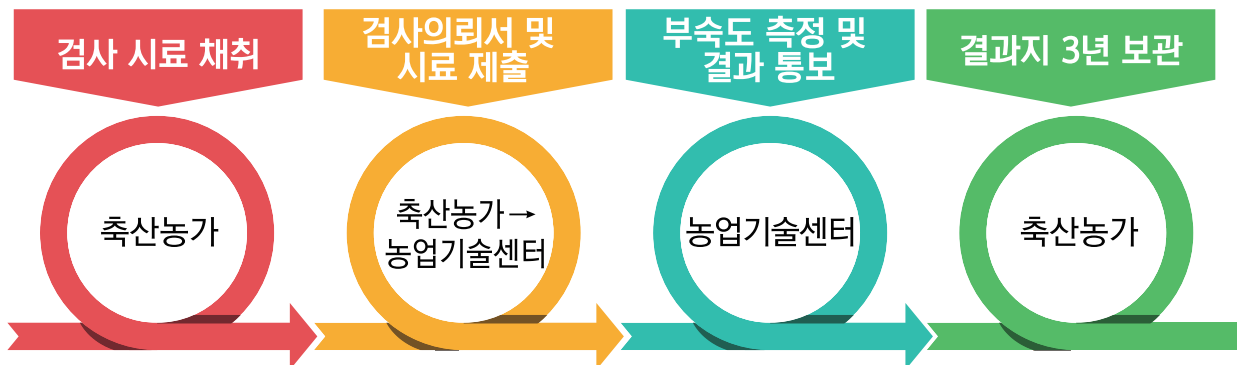 검사 시료 채취
검사의뢰서 및
시료 제출
부숙도 측정 및
결과 통보
결과지 3년 보관
축산농가
축산농가→
농업기술센터
농업기술센터
축산농가